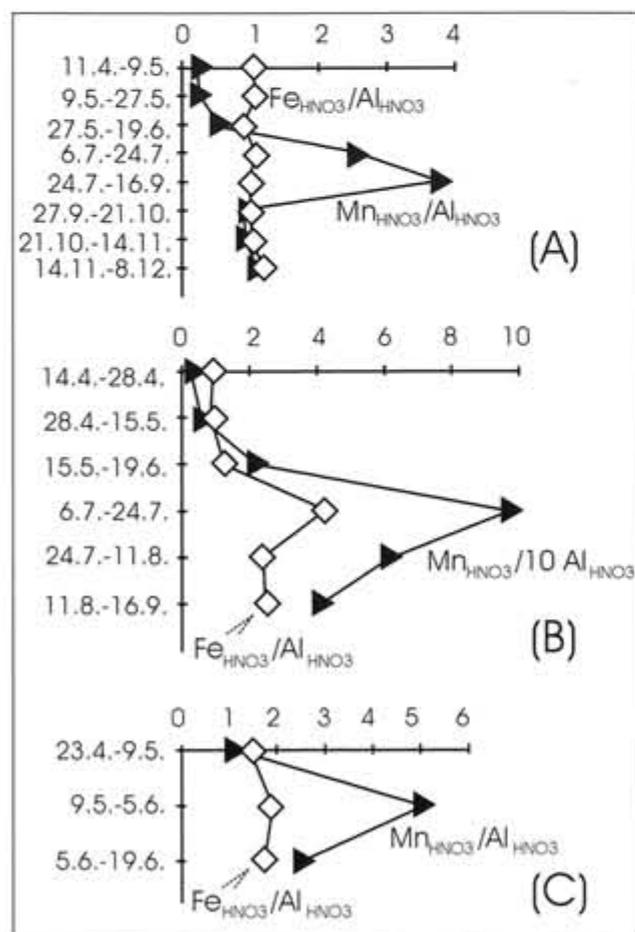 0 1 2 3 4
11.4.-9.5.
9.5.-27.5. Fe_HNO3/Al_HNO3
27.5.-19.6.
6.7.-24.7.
24.7.-16.9.
27.9.-21.10. Mn_HNO3/Al_HNO3
21.10.-14.11. (A)
14.11.-8.12.
0 2 4 6 8 10
14.4.-28.4.
28.4.-15.5.
15.5.-19.6.
6.7.-24.7.
24.7.-11.8. Mn_HNO3/10 Al_HNO3
11.8.-16.9.
Fe_HNO3/Al_HNO3 (B)
0 1 2 3 4 5 6
23.4.-9.5.
9.5.-5.6.
Mn_HNO3/Al_HNO3
5.6.-19.6.
Fe_HNO3/Al_HNO3 (C)